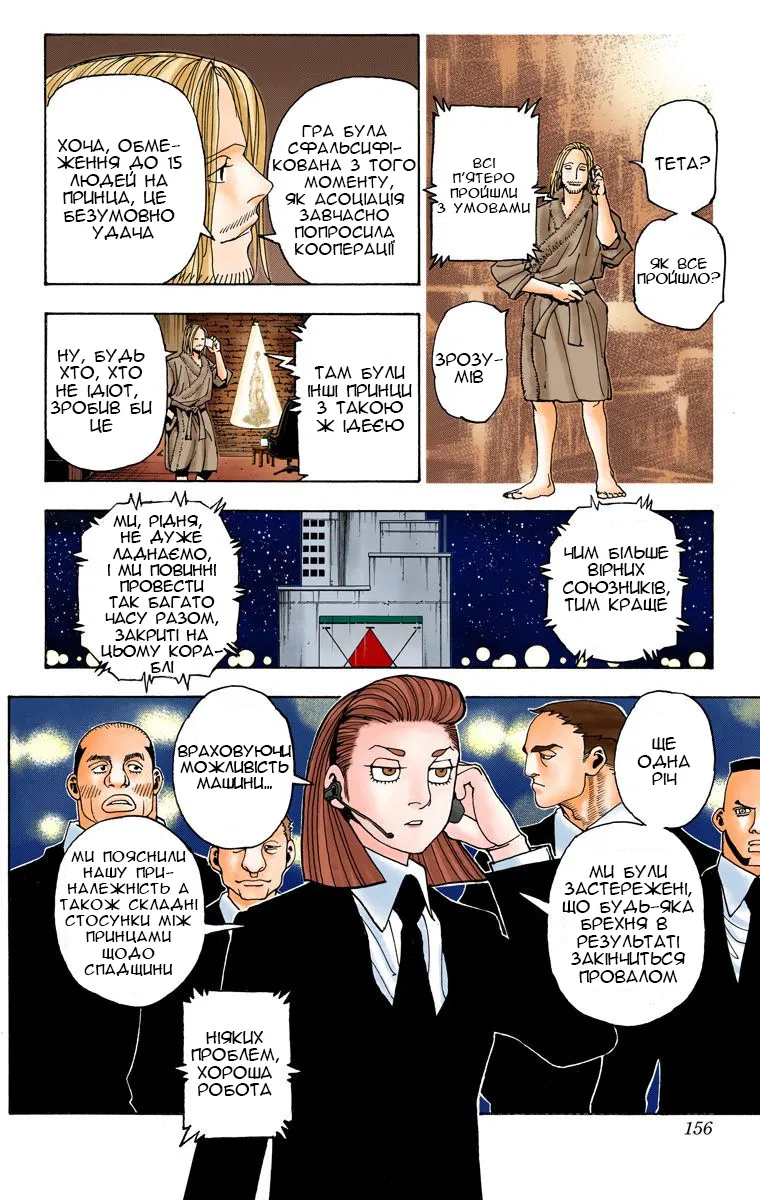 ТЕТА?
ЯК ВСЕ
ПРОЙШЛО?
ВСІ
П'ЯТЕРО
ПРОЙШЛИ
З УМОВАМИ
ЗРОЗУ-
МІВ
ГРА БУЛА
СФАЛЬСИФІ-
КОВАНА З ТОГО
МОМЕНТУ,
ЯК АСОЦІАЦІЯ
ЗАВЧАСНО
ПОПРОСИЛА
КООПЕРАЦІЇ
ХОЧА, ОБМЕ-
ЖЕННЯ ДО 15
ЛЮДЕЙ НА
ПРИНЦА, ЦЕ
БЕЗУМОВНО
УДАЧА
ТАМ БУЛИ
ІНШІ ПРИНЦИ
З ТАКОЮ
Ж ІДЕЄЮ
НУ, БУДЬ
ХТО, ХТО
НЕ ІДІОТ,
ЗРОБИВ БИ
ЦЕ
ЧИМ БІЛЬШЕ
ВІРНИХ
СОЮЗНИКІВ,
ТИМ КРАЩЕ
МИ, РІДНЯ,
НЕ ДУЖЕ
ЛАДНАЄМО,
І МИ ПОВИННІ
ПРОВЕСТИ
ТАК БАГАТО
ЧАСУ РАЗОМ,
ЗАКРИТІ НА
ЦЬОМУ КОРА-
БЛІ
ЩЕ
ОДНА
РІЧ
МИ БУЛИ
ЗАСТЕРЕЖЕНІ,
ЩО БУДЬ-ЯКА
БРЕХНЯ В
РЕЗУЛЬТАТІ
ЗАКІНЧИТЬСЯ
ПРОВАЛОМ
ВРАХОВУЮЧИ
МОЖЛИВІСТЬ
МАШИНИ...
МИ ПОЯСНИЛИ
НАШУ ПРИ-
НАЛЕЖНІСТЬ А
ТАКОЖ СКЛАДНІ
СТОСУНКИ МІЖ
ПРИНЦАМИ
ЩОДО
СПАДЩИНИ
НІЯКИХ
ПРОБЛЕМ,
ХОРОША
РОБОТА
156